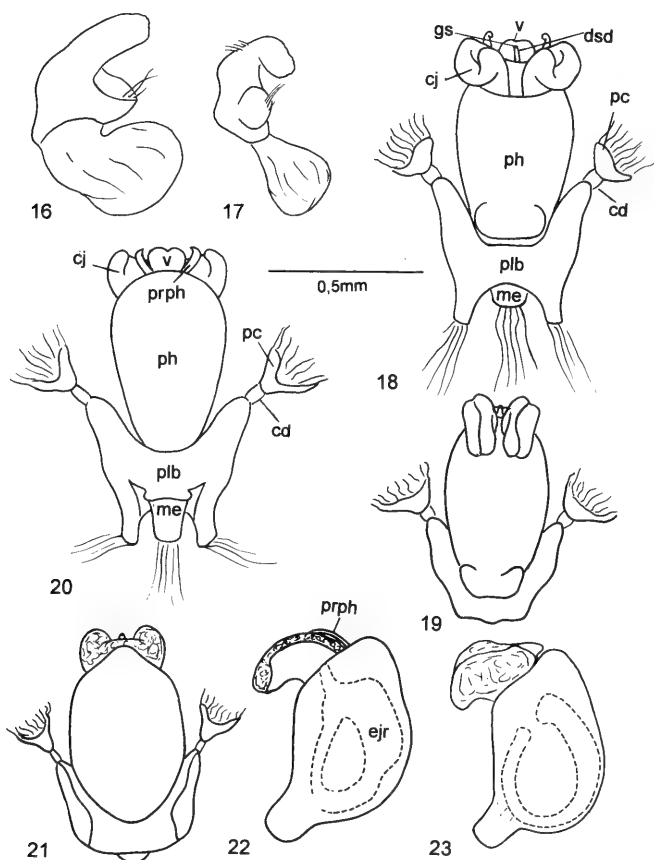 16
17
gs v dsd
cj
ph
pc
cd
plb
me
18
0,5mm
cj v
prph
ph
pc
cd
plb
me
20
19
21
prph
ejr
22
23